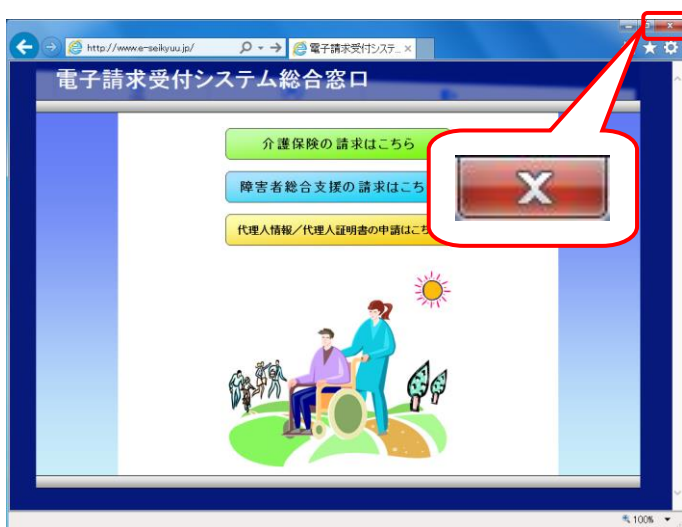 http://www.e-seikyuu.jp/
電子請求受付システ... ×
電子請求受付システム総合窓口
介護保険の請求はこちら
障害者総合支援の請求はこち
代理人情報／代理人証明書の申請はこち
X
100%